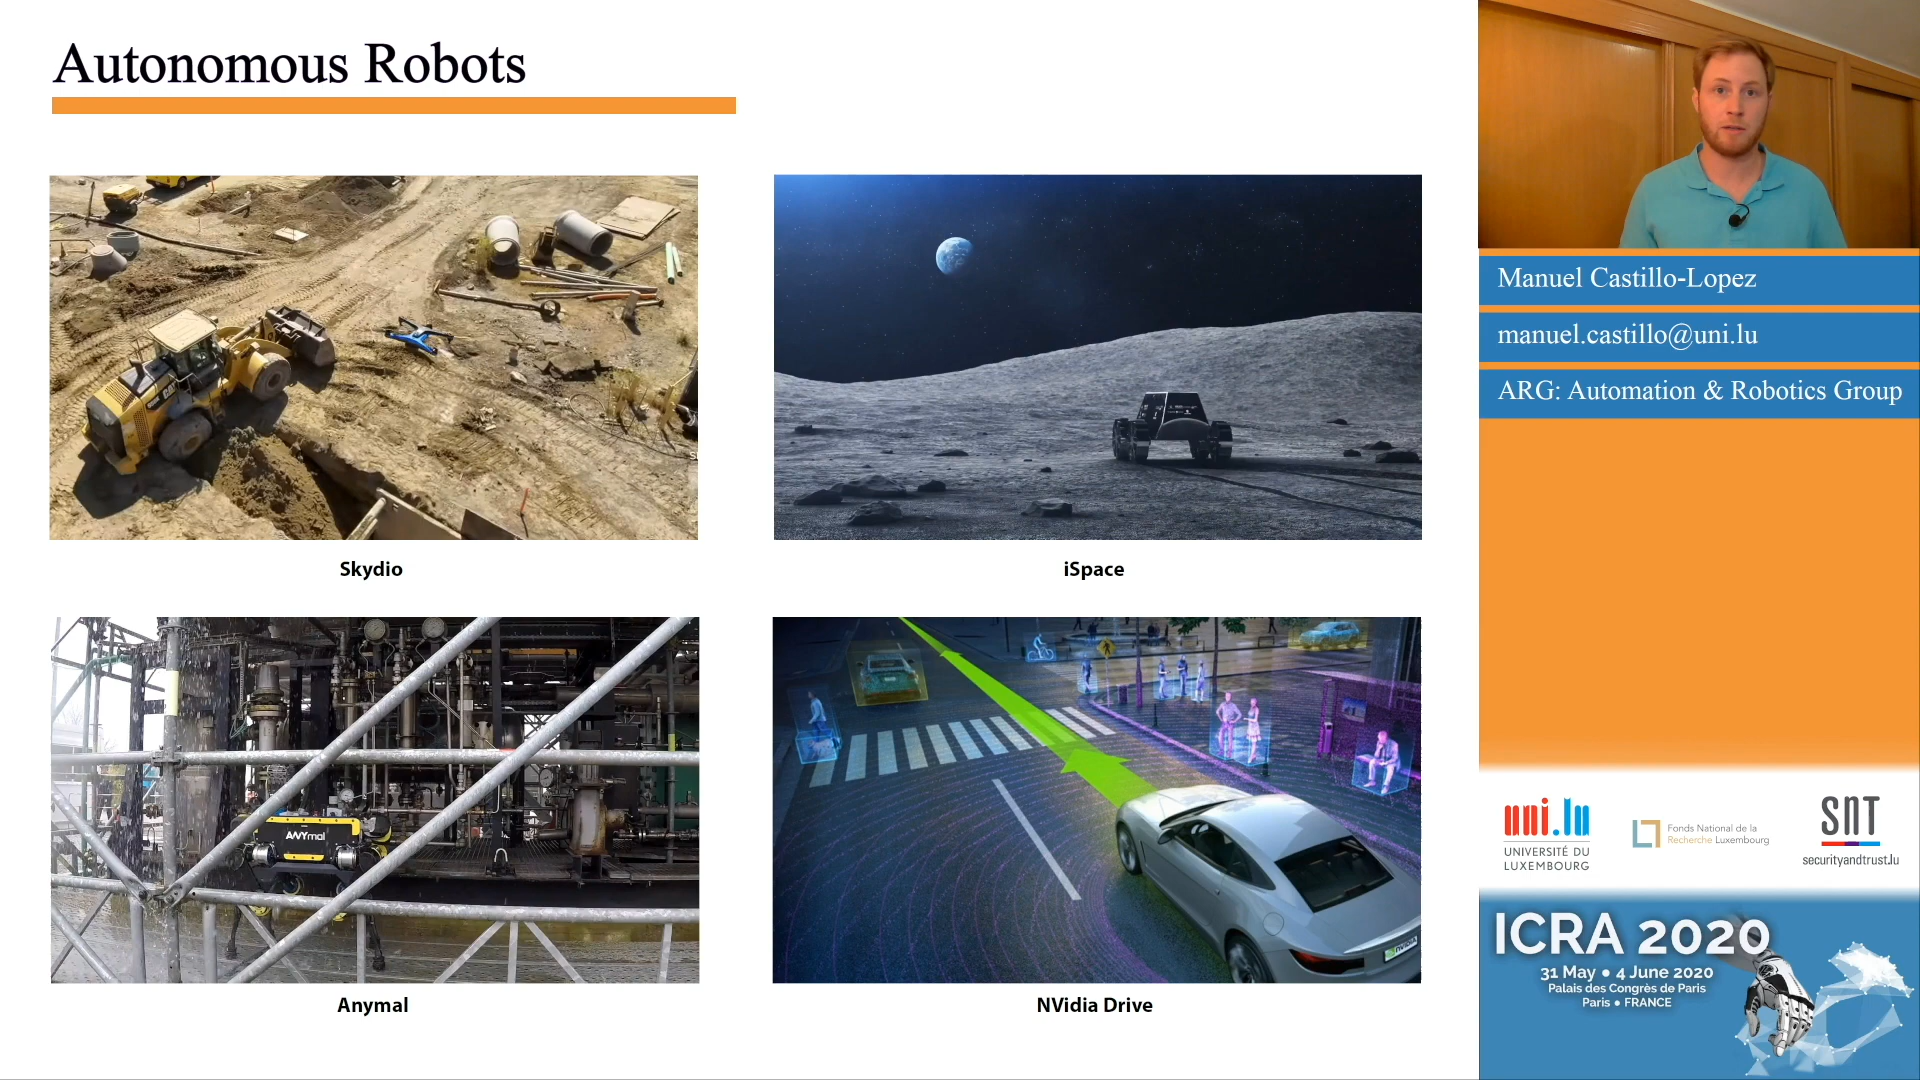 Autonomous Robots
CAT
Skydio
iSpace
ANYmal
Anymal
NVIDIA
NVidia Drive
Manuel Castillo-Lopez
manuel.castillo@uni.lu
ARG: Automation & Robotics Group
uni.lu
UNIVERSITÉ DU
LUXEMBOURG
Fonds National de la
Recherche Luxembourg
SNT
securityandtrust.lu
ICRA 2020
31 May • 4 June 2020
Palais des Congrès de Paris
Paris • FRANCE